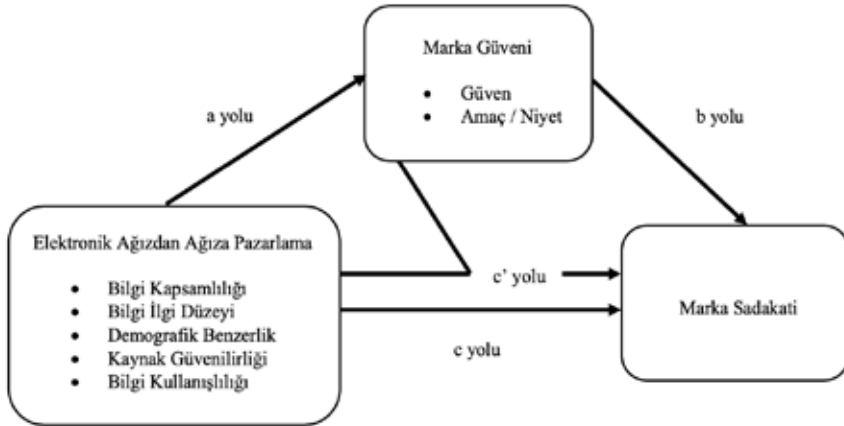 Marka Güveni
• Güven
• Amaç / Niyet
a yolu
b yolu
Elektronik Ağızdan Ağıza Pazarlama
• Bilgi Kapsamlılığı
• Bilgi İlgi Düzeyi
• Demografik Benzerlik
• Kaynak Güvenilirliği
• Bilgi Kullanışlılığı
c' yolu
c yolu
Marka Sadakati